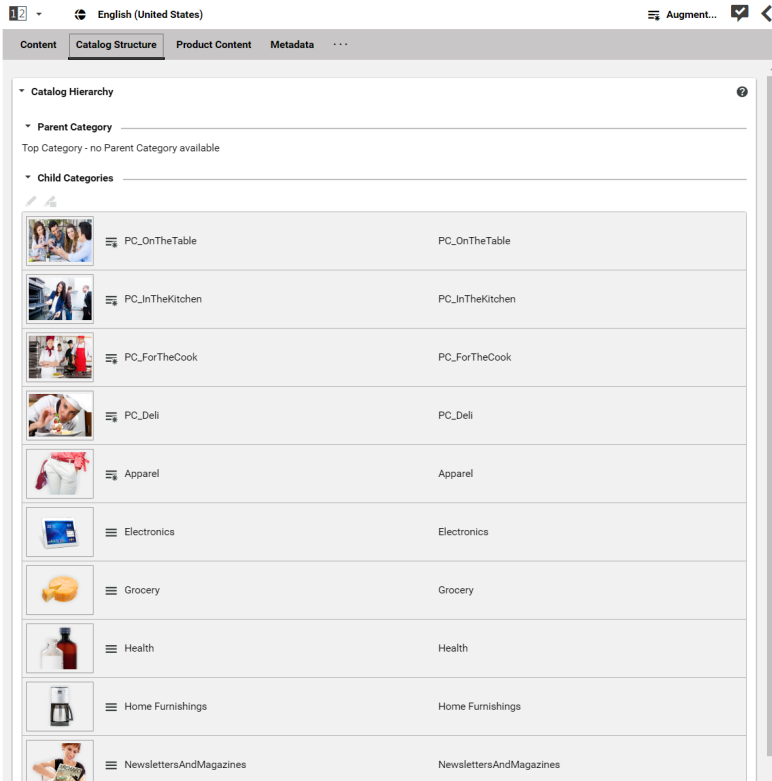 12 English (United States) Augment...
Content Catalog Structure Product Content Metadata ...
Catalog Hierarchy
Parent Category
Top Category - no Parent Category available
Child Categories
PC_OnTheTable PC_OnTheTable
PC_InTheKitchen PC_InTheKitchen
PC_ForTheCook PC_ForTheCook
PC_Deli PC_Deli
Apparel Apparel
Electronics Electronics
Grocery Grocery
Health Health
Home Furnishings Home Furnishings
NewslettersAndMagazines NewslettersAndMagazines